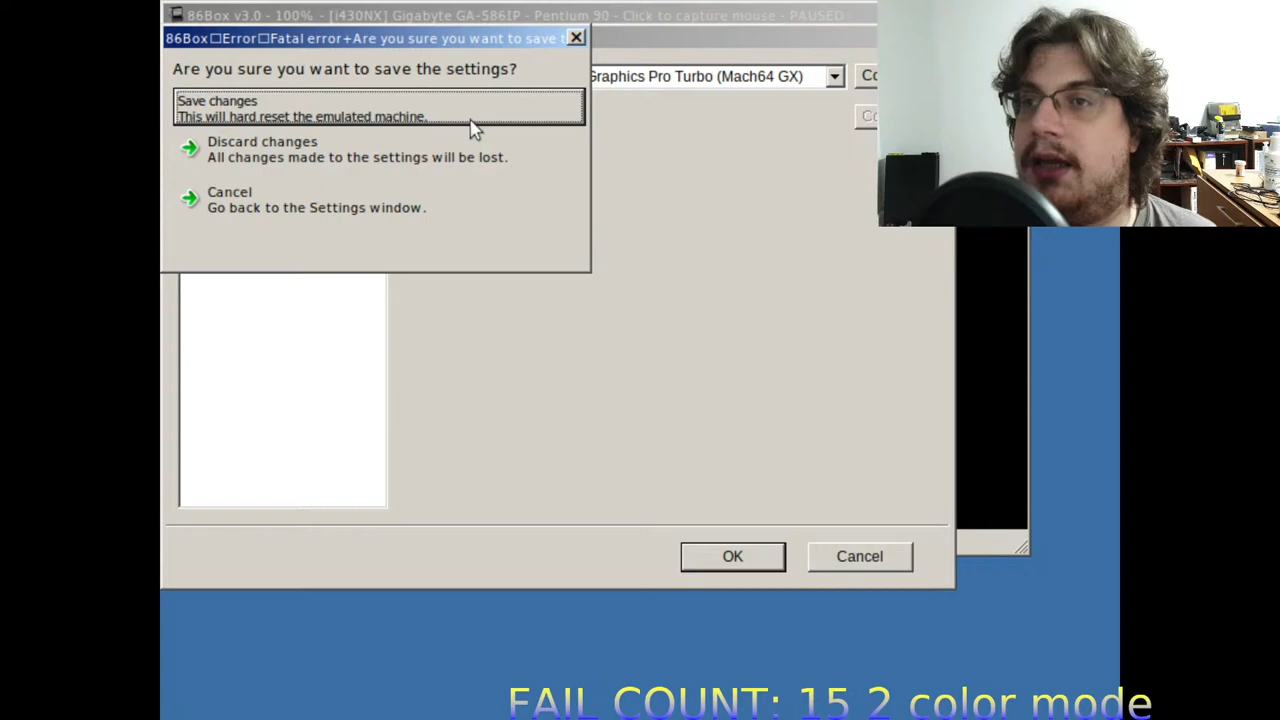 86Box v3.0 - 100% - [i430NX] Gigabyte GA-586IP - Pentium 90 - Click to capture mouse - PAUSED
86Box□Error□Fatal error+Are you sure you want to save t
Are you sure you want to save the settings?
Graphics Pro Turbo (Mach64 GX)
Co
Save changes
This will hard reset the emulated machine.
Co
Discard changes
All changes made to the settings will be lost.
Cancel
Go back to the Settings window.
OK
Cancel
FAIL COUNT: 15 2 color mode